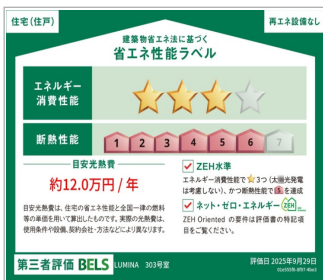 住宅(住戸)
再エネ設備なし
建築物省エネ法に基づく
省エネ性能ラベル
エネルギー
消費性能
断熱性能
1 2 3 4 5 6 7
目安光熱費
約12.0万円 / 年
目安光熱費は、住宅の省エネ性能と全国一律の燃料
等の単価を用いて算出したものです。実際の光熱費は、
使用条件や設備、契約会社・方法などにより異なります。
ZEH水準
エネルギー消費性能で☆3つ (太陽光発電
は考慮しない)、かつ断熱性能で 5 を達成
ネット・ゼロ・エネルギー ZEH
ZEH Oriented の要件は評価書の特記項
目をご覧ください。
第三者評価 BELS
LUMINA 303号室
評価日 2025年9月29日